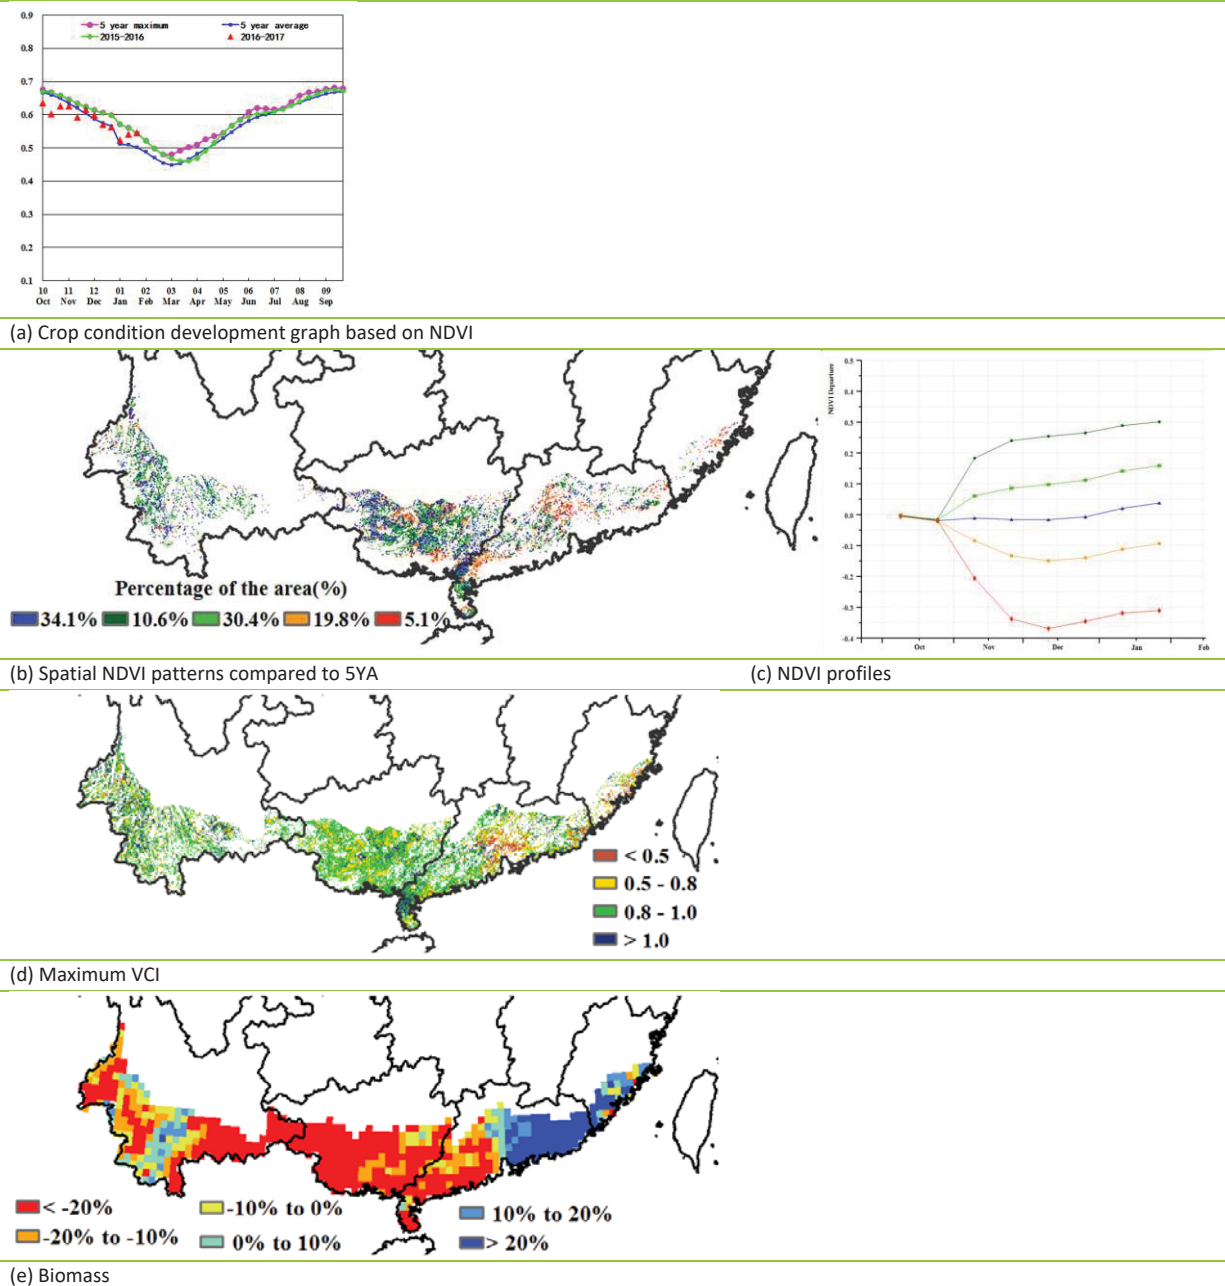 0.9
5 year maximum 5 year average
2015-2016 2016-2017
0.8
0.7
0.6
0.5
0.4
0.3
0.2
0.1
10 11 12 01 02 03 04 05 06 07 08 09
Oct Nov Dec Jan Feb Mar Apr May Jun Jul Aug Sep
(a) Crop condition development graph based on NDVI
Percentage of the area(%)
34.1% 10.6% 30.4% 19.8% 5.1%
NDVI Departure
0.5
0.4
0.3
0.2
0.1
0.0
-0.1
-0.2
-0.3
-0.4
Oct Nov Dec Jan Feb
(b) Spatial NDVI patterns compared to 5YA (c) NDVI profiles
< 0.5
0.5 - 0.8
0.8 - 1.0
> 1.0
(d) Maximum VCI
< -20% -10% to 0% 10% to 20%
-20% to -10% 0% to 10% > 20%
(e) Biomass